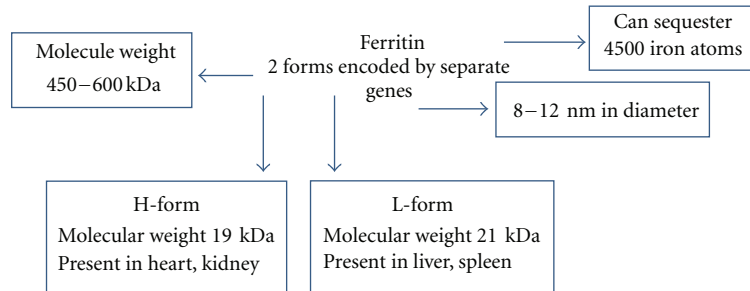 Molecule weight
450–600 kDa
Ferritin
2 forms encoded by separate
genes
Can sequester
4500 iron atoms
8–12 nm in diameter
H-form
Molecular weight 19 kDa
Present in heart, kidney
L-form
Molecular weight 21 kDa
Present in liver, spleen